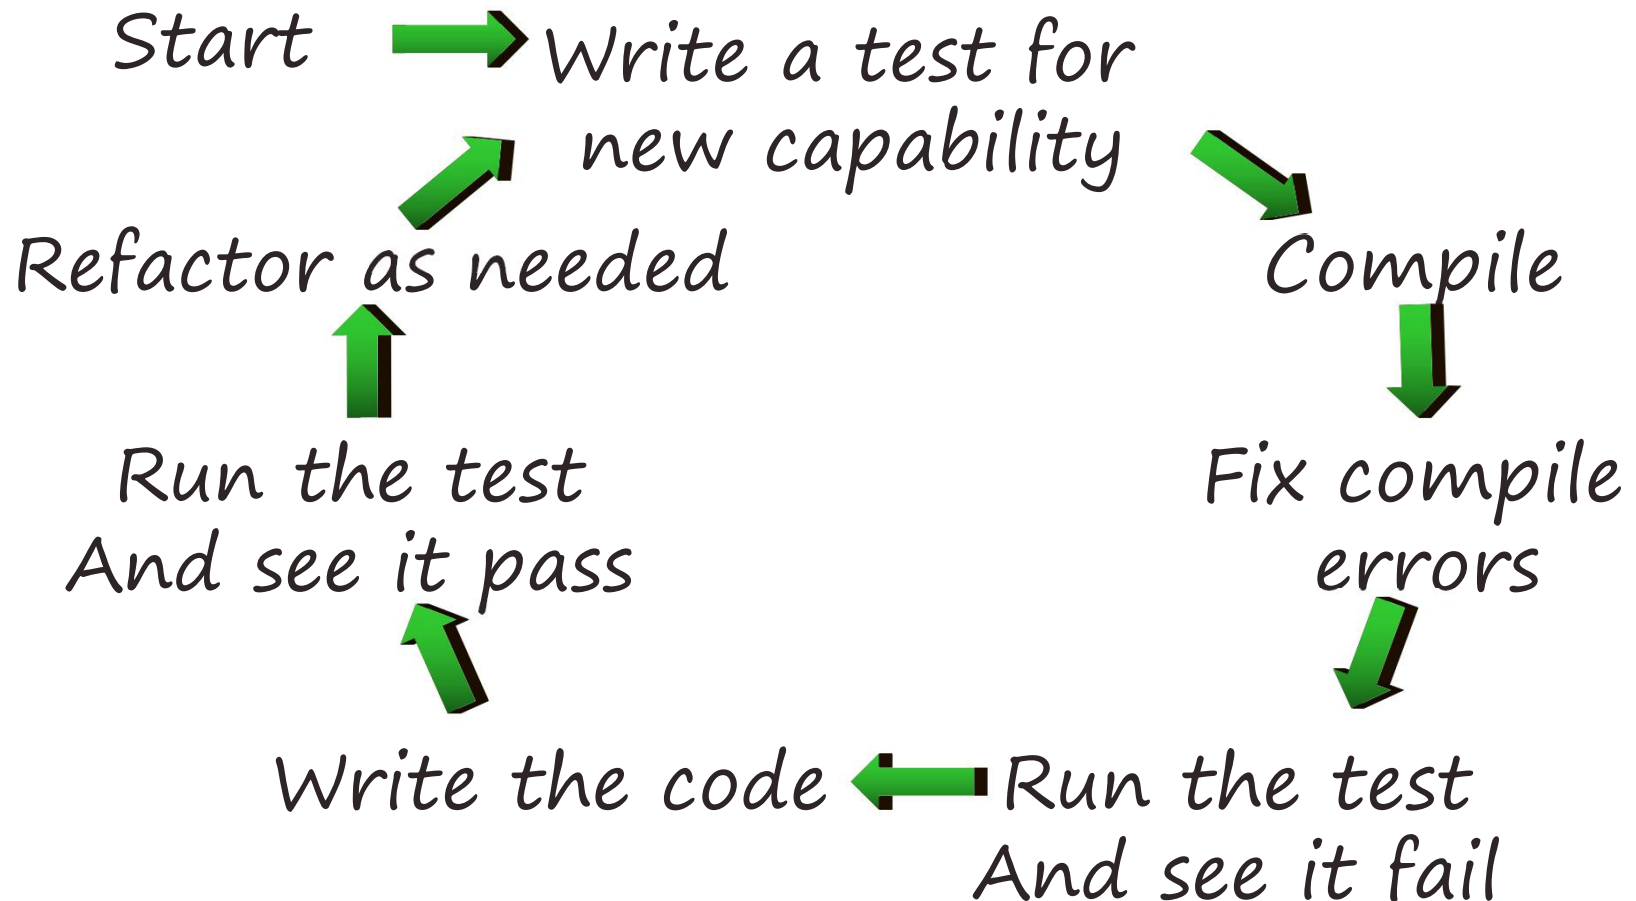 Start
Write a test for
new capability
Compile
Fix compile
errors
Run the test
And see it fail
Write the code
Run the test
And see it pass
Refactor as needed